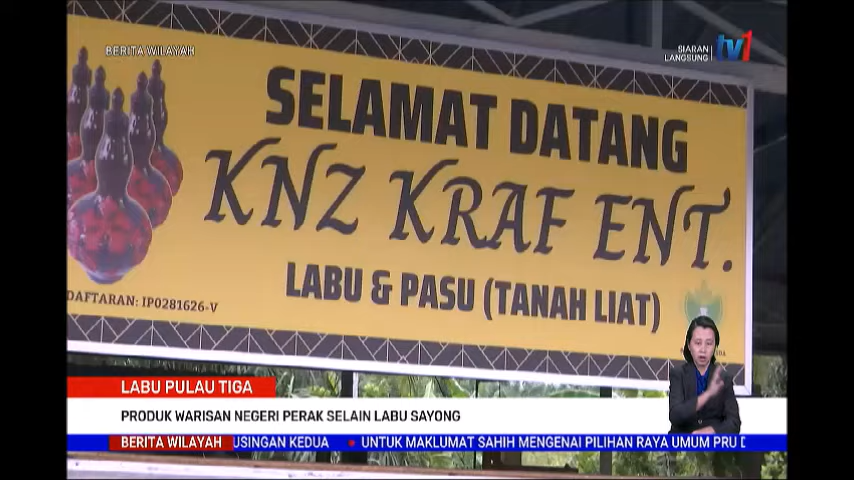 BERITA WILAYAH
SIARAN
LANGSUNG
tv1
SELAMAT DATANG
KNZ KRAF ENT.
LABU & PASU (TANAH LIAT)
DAFTARAN: IP0281626-V
LABU PULAU TIGA
PRODUK WARISAN NEGERI PERAK SELAIN LABU SAYONG
BERITA WILAYAH USINGAN KEDUA • UNTUK MAKLUMAT SAHIH MENGENAI PILIHAN RAYA UMUM PRU